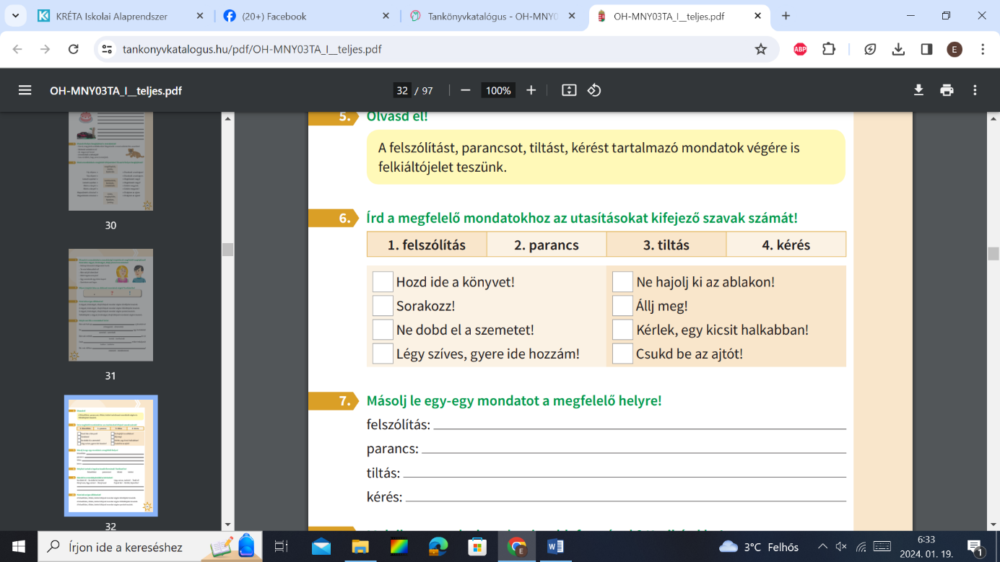 KRÉTA Iskolai Alaprendszer
(20+) Facebook
Tankönyvkatalógus - OH-MNY0
OH-MNY03TA_I__teljes.pdf
tankonyvkatalogus.hu/pdf/OH-MNY03TA_I__teljes.pdf
ABP
E
OH-MNY03TA_I__teljes.pdf
32 / 97
100%
30
31
32
5. Olvasd el!
A felszólítást, parancsot, tiltást, kérést tartalmazó mondatok végére is
felkiáltójelet teszünk.
6. Írd a megfelelő mondatokhoz az utasításokat kifejező szavak számát!
1. felszólítás 2. parancs 3. tiltás 4. kérés
Hozd ide a könyvet! Ne hajolj ki az ablakon!
Sorakozz! Állj meg!
Ne dobd el a szemetet! Kérlek, egy kicsit halkabban!
Légy szíves, gyere ide hozzám! Csukd be az ajtót!
7. Másolj le egy-egy mondatot a megfelelő helyre!
felszólítás:
parancs:
tiltás:
kérés:
Írjon ide a kereséshez
3°C Felhős
6:33
2024. 01. 19.
1